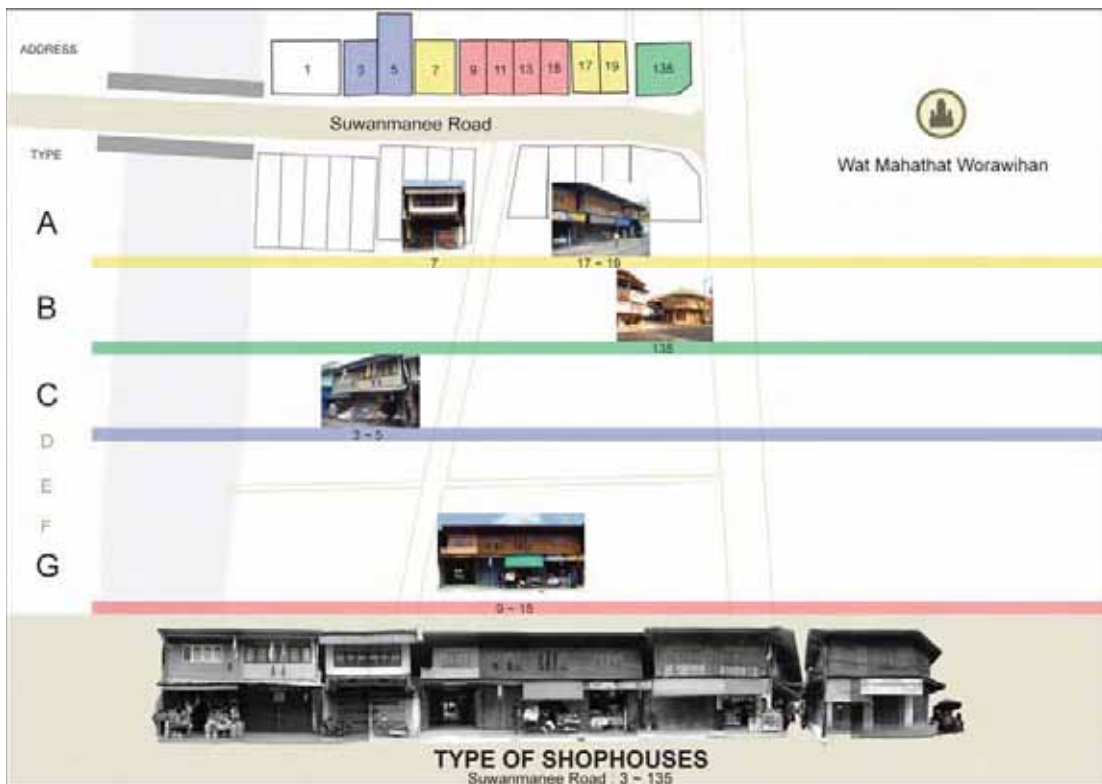 ADDRESS
1 3 5 7 9 11 13 15 17 19 135
Suwanmanee Road
TYPE
Wat Mahathat Worawihan
A
7
17 ~ 19
B
135
C
3 ~ 5
D
E
F
G
9 ~ 15
TYPE OF SHOPHOUSES
Suwanmanee Road : 3 ~ 135